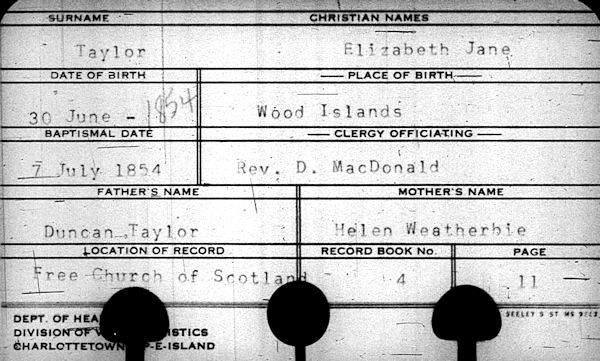 SURNAME CHRISTIAN NAMES
Taylor Elizabeth Jane
DATE OF BIRTH PLACE OF BIRTH
30 June - 1854 Wood Islands
BAPTISMAL DATE CLERGY OFFICIATING
7 July 1854 Rev. D. MacDonald
FATHER'S NAME MOTHER'S NAME
Duncan Taylor Helen Weatherbie
LOCATION OF RECORD RECORD BOOK No. PAGE
Free Church of Scotland 4 11
DEPT. OF HEA
DIVISION OF V ISTICS
CHARLOTTETOWN P-E-ISLAND